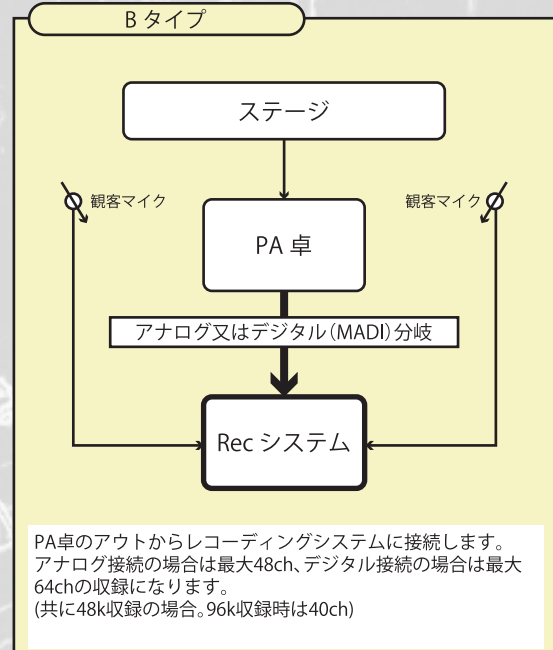 B タイプ
ステージ
観客マイク
観客マイク
PA 卓
アナログ又はデジタル(MADI)分岐
Rec システム
PA卓のアウトからレコーディングシステムに接続します。
アナログ接続の場合は最大48ch、デジタル接続の場合は最大
64chの収録になります。
(共に48k収録の場合。96k収録時は40ch)